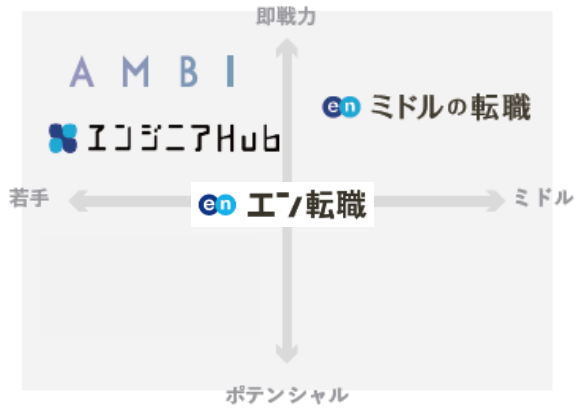 即戦力
AMBI
en ミドルの転職
エンジニアHub
若手
en エン転職
ミドル
ポテンシャル